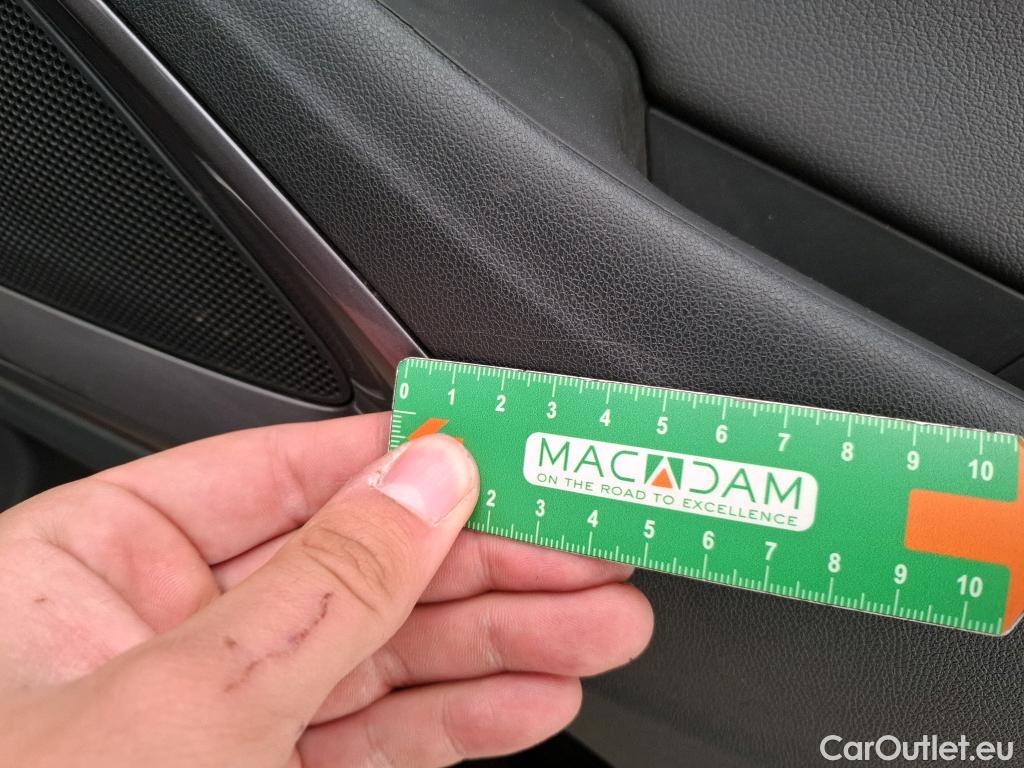 0 1 2 3 4 5 6 7 8 9 10
MACADAM
ON THE ROAD TO EXCELLENCE
2 3 4 5 6 7 8 9 10
CarOutlet.eu